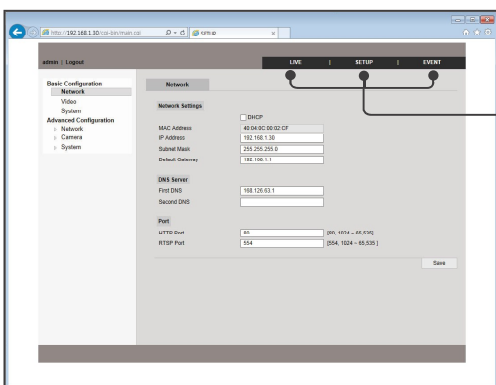 http://192.168.1.30/cgi-bin/main.cgi
admin | Logout
LIVE | SETUP | EVENT
Basic Configuration
Network
Video
System
Advanced Configuration
Network
Camera
System
Network
Network Settings
DHCP
MAC Address 40:04:0C:00:02:CF
IP Address 192.168.1.30
Subnet Mask 255.255.255.0
Default Gateway 192.168.1.1
DNS Server
First DNS 168.126.63.1
Second DNS
Port
HTTP Port 80 [80, 1024 ~ 65,535]
RTSP Port 554 [554, 1024 ~ 65,535 ]
Save